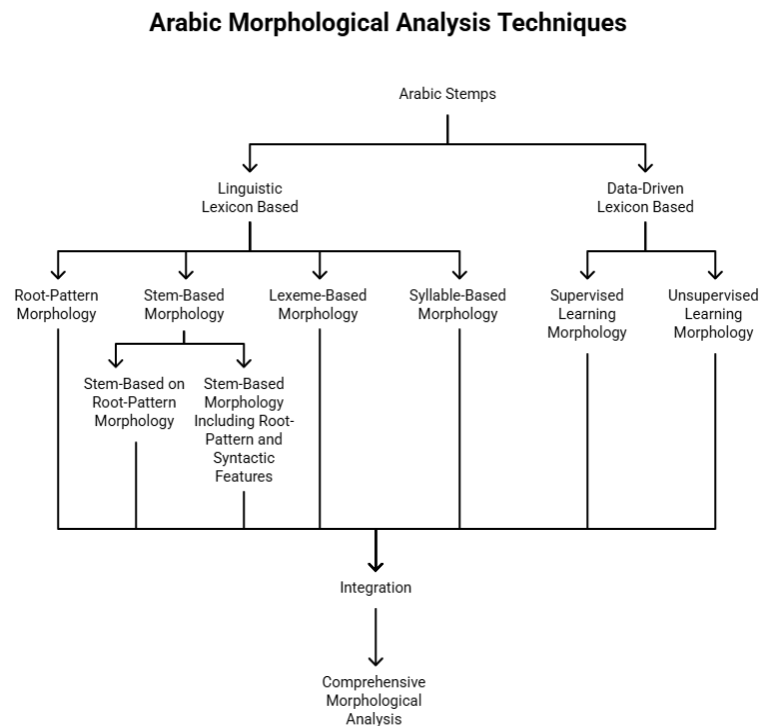 Arabic Morphological Analysis Techniques
Arabic Stemps
Linguistic
Lexicon Based
Data-Driven
Lexicon Based
Root-Pattern
Morphology
Stem-Based
Morphology
Lexeme-Based
Morphology
Syllable-Based
Morphology
Supervised
Learning
Morphology
Unsupervised
Learning
Morphology
Stem-Based on
Root-Pattern
Morphology
Stem-Based
Morphology
Including Root-
Pattern and
Syntactic
Features
Integration
Comprehensive
Morphological
Analysis